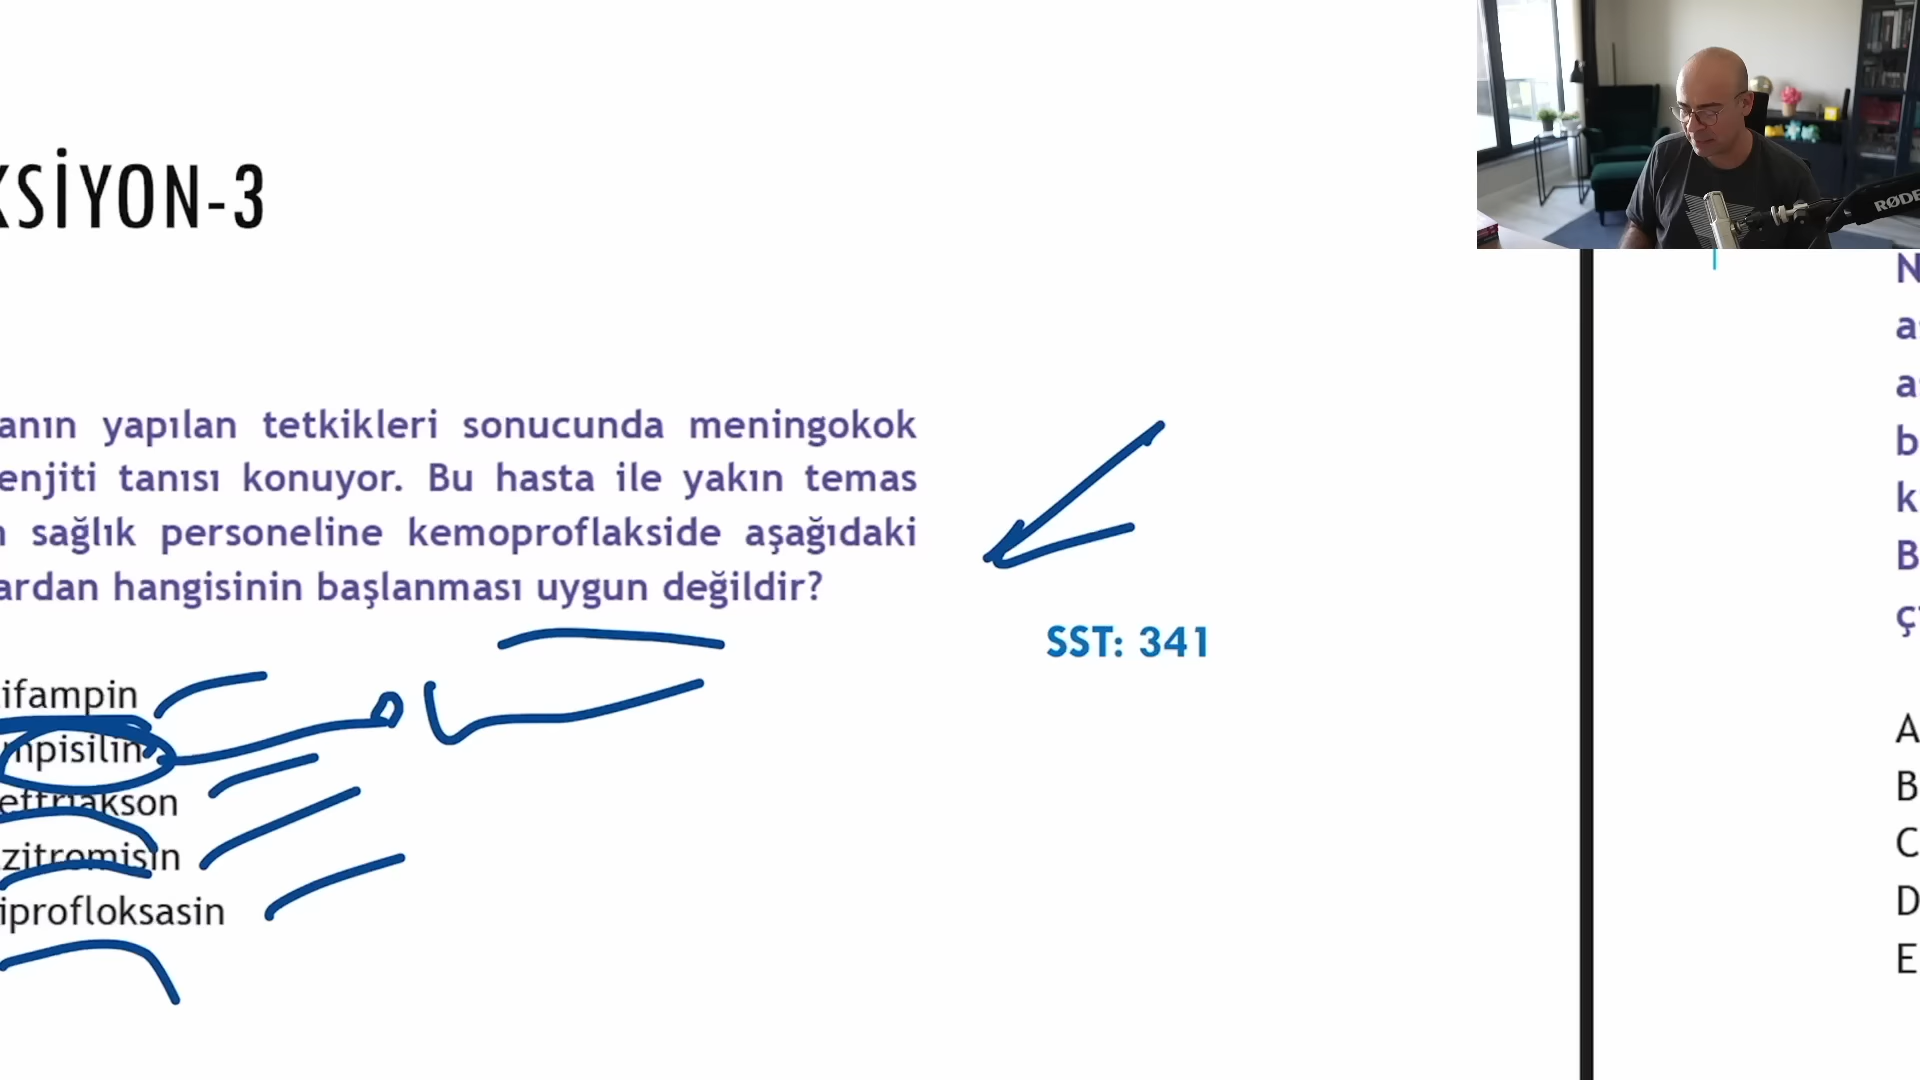 KSİYON-3
anın yapılan tetkikleri sonucunda meningokok
enjiti tanısı konuyor. Bu hasta ile yakın temas
sağlık personeline kemoproflakside aşağıdaki
ardan hangisinin başlanması uygun değildir?
SST: 341
ifampin
mpisilin
eftriakson
zitromisin
iprofloksasin
RØDE
N
a
a
b
k
B
ç
A
B
C
D
E